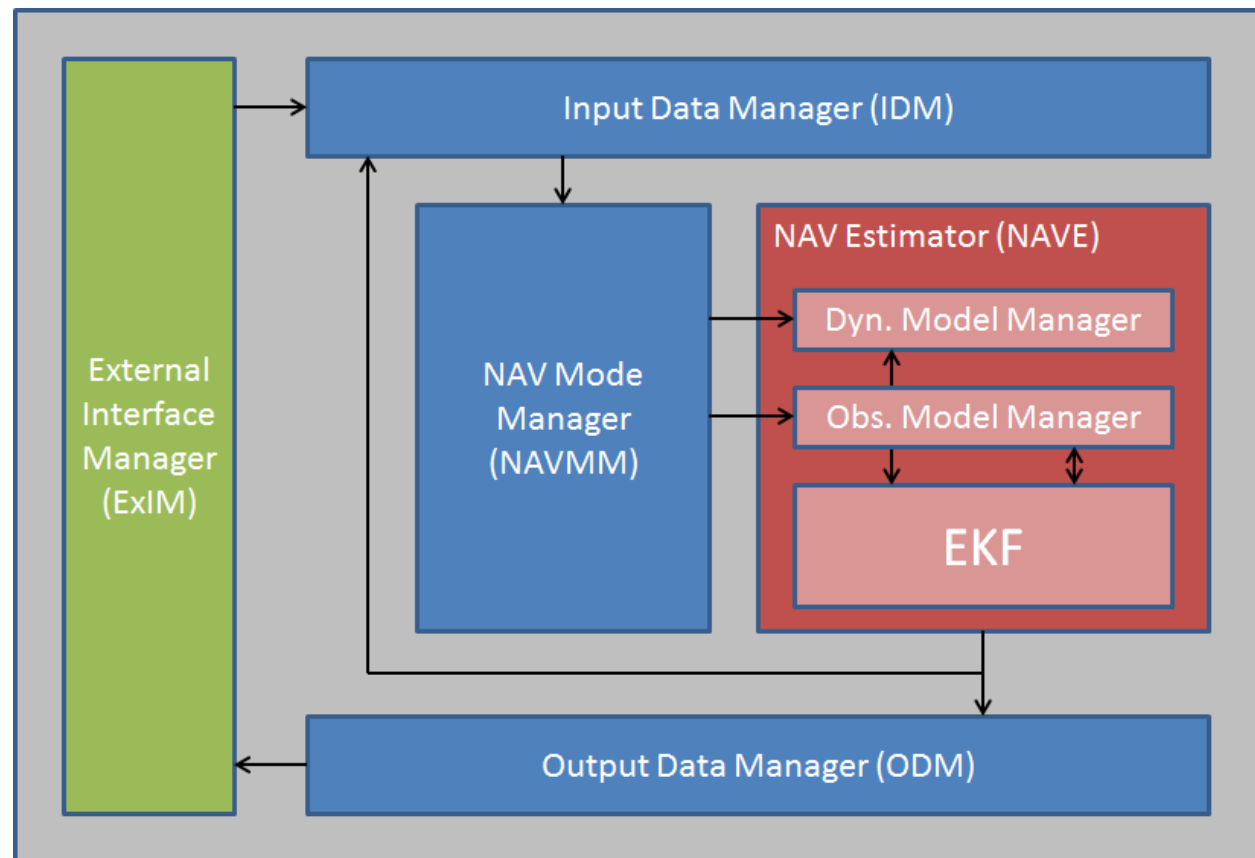 Input Data Manager (IDM)
External
Interface
Manager
(ExIM)
NAV Mode
Manager
(NAVMM)
NAV Estimator (NAVE)
Dyn. Model Manager
Obs. Model Manager
EKF
Output Data Manager (ODM)